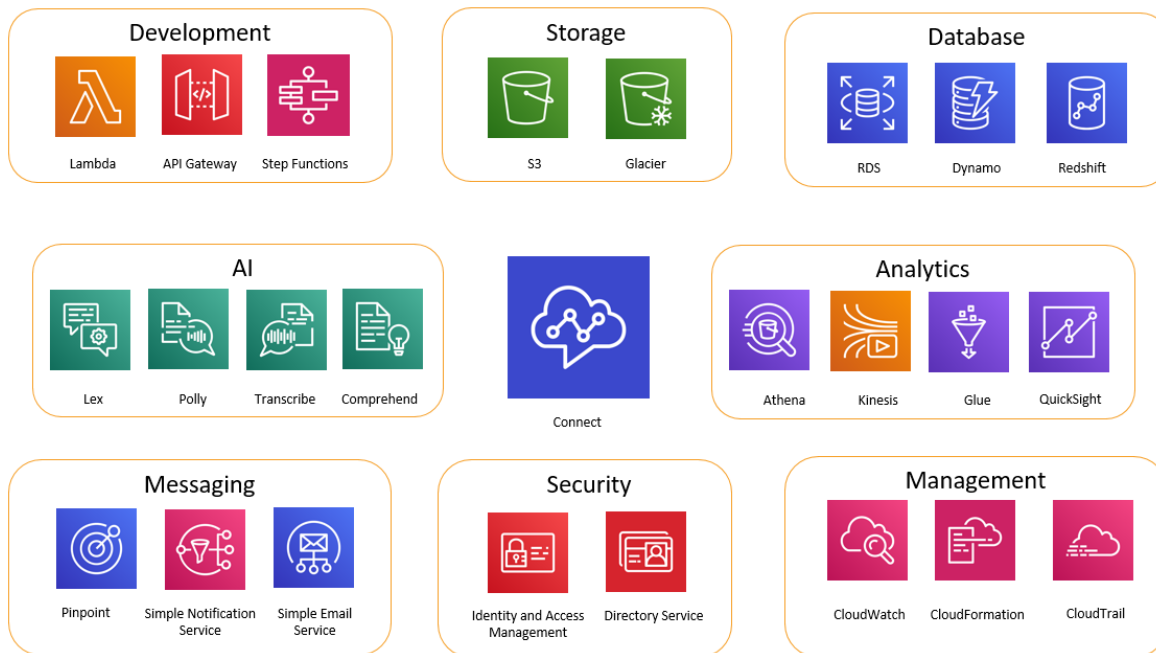 Development
Lambda
API Gateway
Step Functions
Storage
S3
Glacier
Database
RDS
Dynamo
Redshift
AI
Lex
Polly
Transcribe
Comprehend
Connect
Analytics
Athena
Kinesis
Glue
QuickSight
Messaging
Pinpoint
Simple Notification
Service
Simple Email
Service
Security
Identity and Access
Management
Directory Service
Management
CloudWatch
CloudFormation
CloudTrail